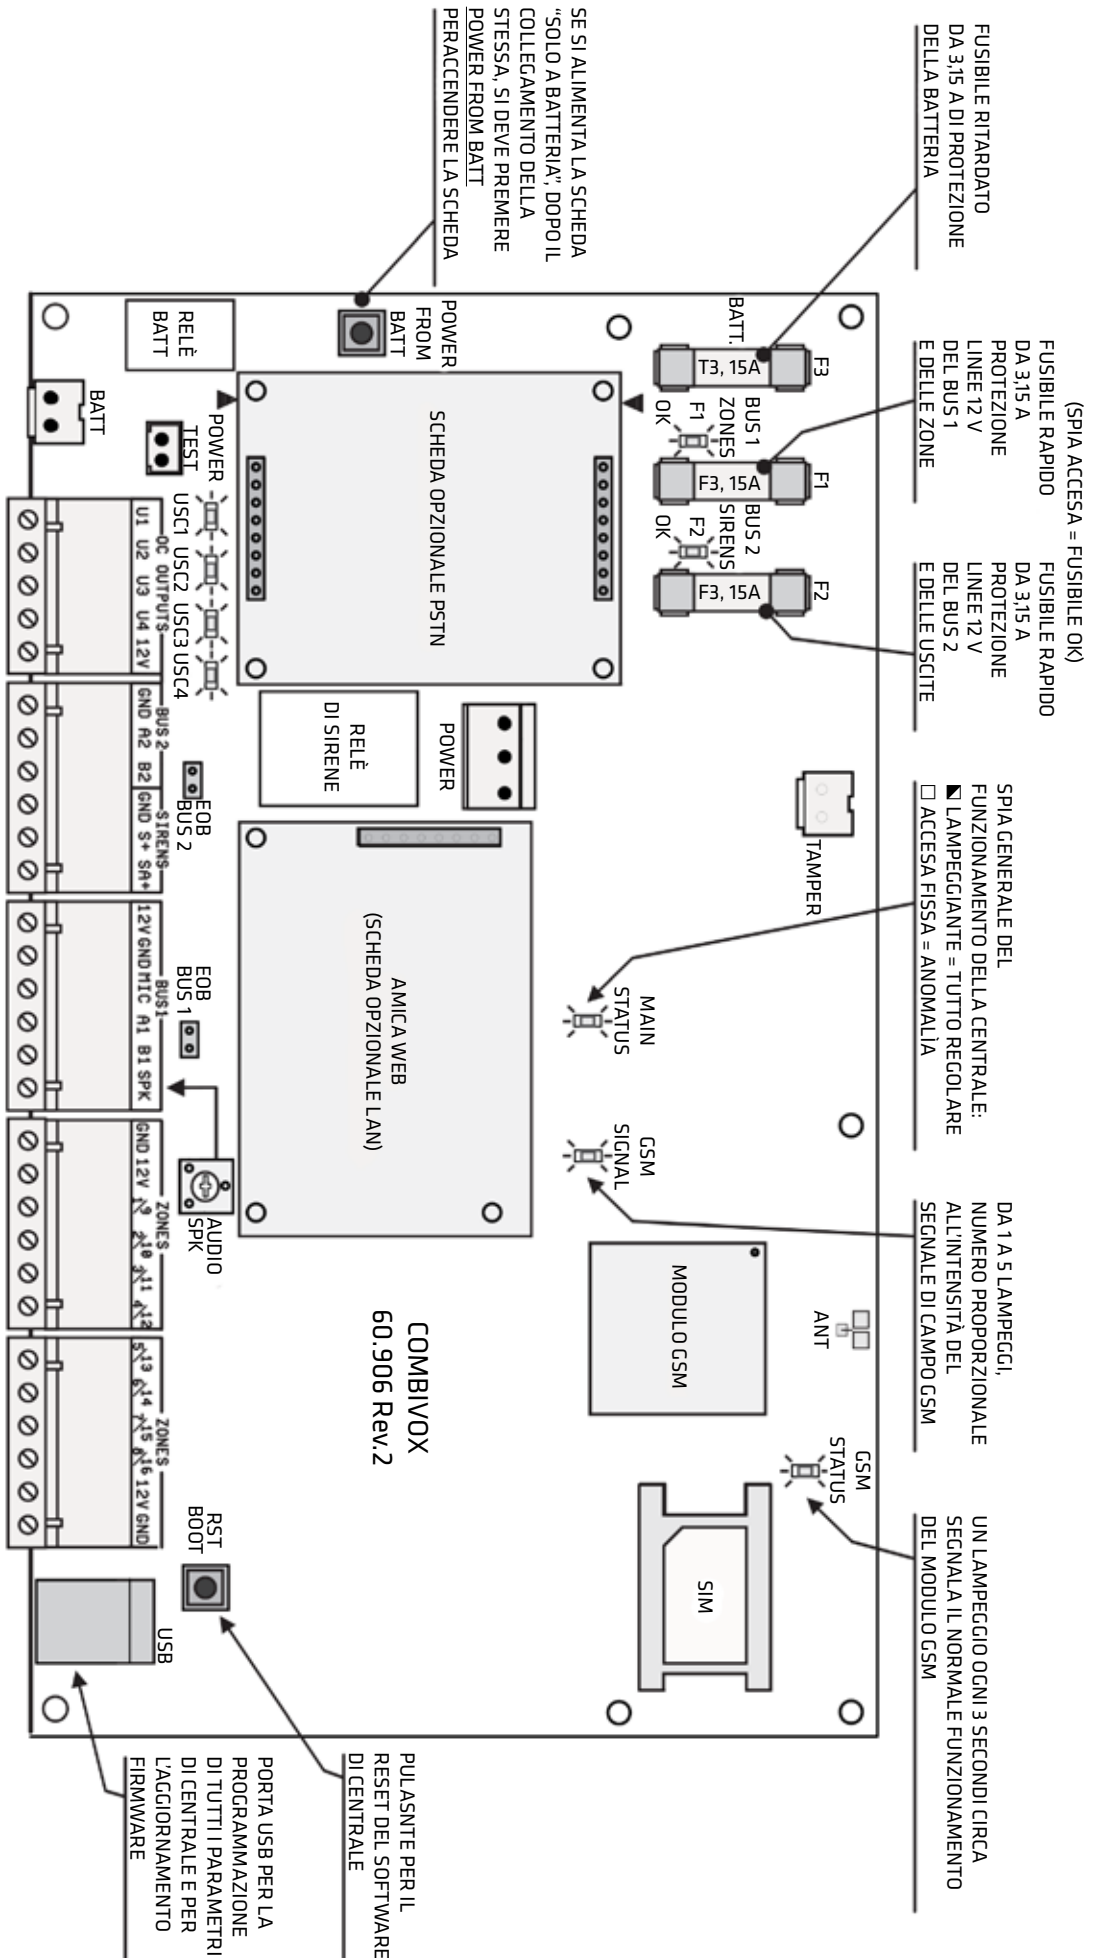 FUSIBILE RITARDATO
DA 3,15 A DI PROTEZIONE
DELLA BATTERIA
(SPIA ACCESA = FUSIBILE OK)
FUSIBILE RAPIDO
DA 3,15 A
PROTEZIONE
LINEE 12 V
DEL BUS 1
E DELLE ZONE
FUSIBILE RAPIDO
DA 3,15 A
PROTEZIONE
LINEE 12 V
DEL BUS 2
E DELLE USCITE
SPIA GENERALE DEL
FUNZIONAMENTO DELLA CENTRALE:
LAMPEGGIANTE = TUTTO REGOLARE
ACCESA FISSA = ANOMALÌA
DA 1 A 5 LAMPEGGI,
NUMERO PROPORZIONALE
ALL'INTENSITÀ DEL
SEGNALE DI CAMPO GSM
UN LAMPEGGIO OGNI 3 SECONDI CIRCA
SEGNALA IL NORMALE FUNZIONAMENTO
DEL MODULO GSM
SE SI ALIMENTA LA SCHEDA
“SOLO A BATTERIA”, DOPO IL
COLLEGAMENTO DELLA
STESSA, SI DEVE PREMERE
POWER FROM BATT
PERACCENDERE LA SCHEDA
F3
T3, 15A
BATT.
F1
F3, 15A
BUS 1
ZONES
F1
OK
F2
F3, 15A
BUS 2
SIRENS
F2
OK
TAMPER
MAIN
STATUS
GSM
SIGNAL
ANT
MODULO GSM
GSM
STATUS
SIM
POWER
FROM
BATT
SCHEDA OPZIONALE PSTN
POWER
RELÈ
DI SIRENE
AMICA WEB
(SCHEDA OPZIONALE LAN)
COMBIVOX
60.906 Rev.2
RELÈ
BATT
BATT
POWER
TEST
USC1 USC2 USC3 USC4
EOB
BUS 2
EOB
BUS 1
AUDIO
SPK
RST
BOOT
USB
OC OUTPUTS
U1 U2 U3 U4 12V
BUS 2
GND A2 B2
SIRENS
GND S+ SA+
BUS1
12V GND MIC A1 B1 SPK
ZONES
GND 12V 1/9 2/10 3/11 4/12
ZONES
5/13 6/14 7/15 8/16 12V GND
PULASNTE PER IL
RESET DEL SOFTWARE
DI CENTRALE
PORTA USB PER LA
PROGRAMMAZIONE
DI TUTTI I PARAMETRI
DI CENTRALE E PER
L'AGGIORNAMENTO
FIRMWARE